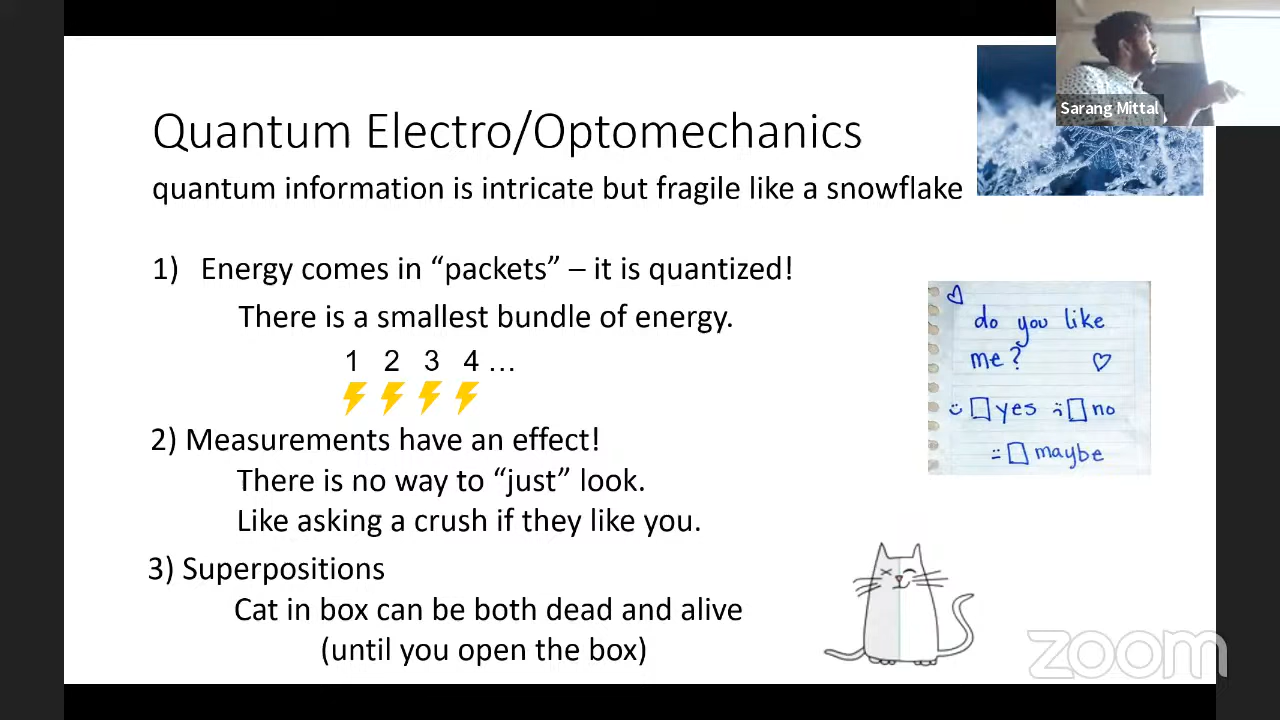 Sarang Mittal
Quantum Electro/Optomechanics
quantum information is intricate but fragile like a snowflake
1) Energy comes in “packets” – it is quantized!
There is a smallest bundle of energy.
1 2 3 4 …
2) Measurements have an effect!
There is no way to “just” look.
Like asking a crush if they like you.
3) Superpositions
Cat in box can be both dead and alive
(until you open the box)
do you like
me?
yes no
maybe
zoom